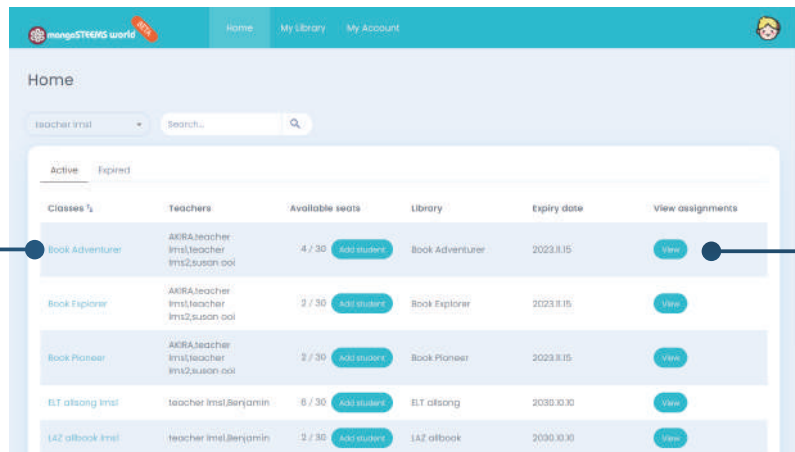 mangoSTEEMS world BETA Home My Library My Account
Home
teacher lmsl Search...
Active Expired
Classes Teachers Available seats Library Expiry date View assignments
Book Adventurer AKIRA,teacher lmsl,teacher lms2,susan ooi 4 / 30 Add student Book Adventurer 2023.11.15 View
Book Explorer AKIRA,teacher lmsl,teacher lms2,susan ooi 2 / 30 Add student Book Explorer 2023.11.15 View
Book Pioneer AKIRA,teacher lmsl,teacher lms2,susan ooi 2 / 30 Add student Book Pioneer 2023.11.15 View
ELT allsong lmsl teacher lmsl,Benjamin 6 / 30 Add student ELT allsong 2030.10.10 View
LAZ allbook lmsl teacher lmsl,Benjamin 2 / 30 Add student LAZ allbook 2030.10.10 View